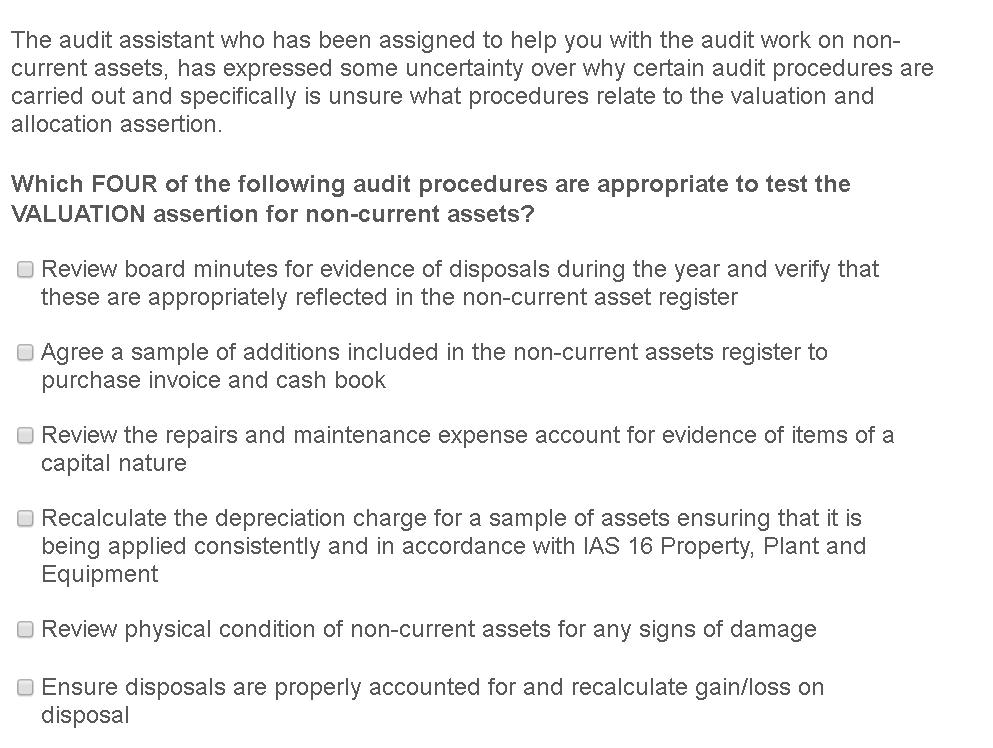 The audit assistant who has been assigned to help you with the audit work on non-
current assets, has expressed some uncertainty over why certain audit procedures are
carried out and specifically is unsure what procedures relate to the valuation and
allocation assertion.
Which FOUR of the following audit procedures are appropriate to test the
VALUATION assertion for non-current assets?
Review board minutes for evidence of disposals during the year and verify that
these are appropriately reflected in the non-current asset register
Agree a sample of additions included in the non-current assets register to
purchase invoice and cash book
Review the repairs and maintenance expense account for evidence of items of a
capital nature
Recalculate the depreciation charge for a sample of assets ensuring that it is
being applied consistently and in accordance with IAS 16 Property, Plant and
Equipment
Review physical condition of non-current assets for any signs of damage
Ensure disposals are properly accounted for and recalculate gain/loss on
disposal